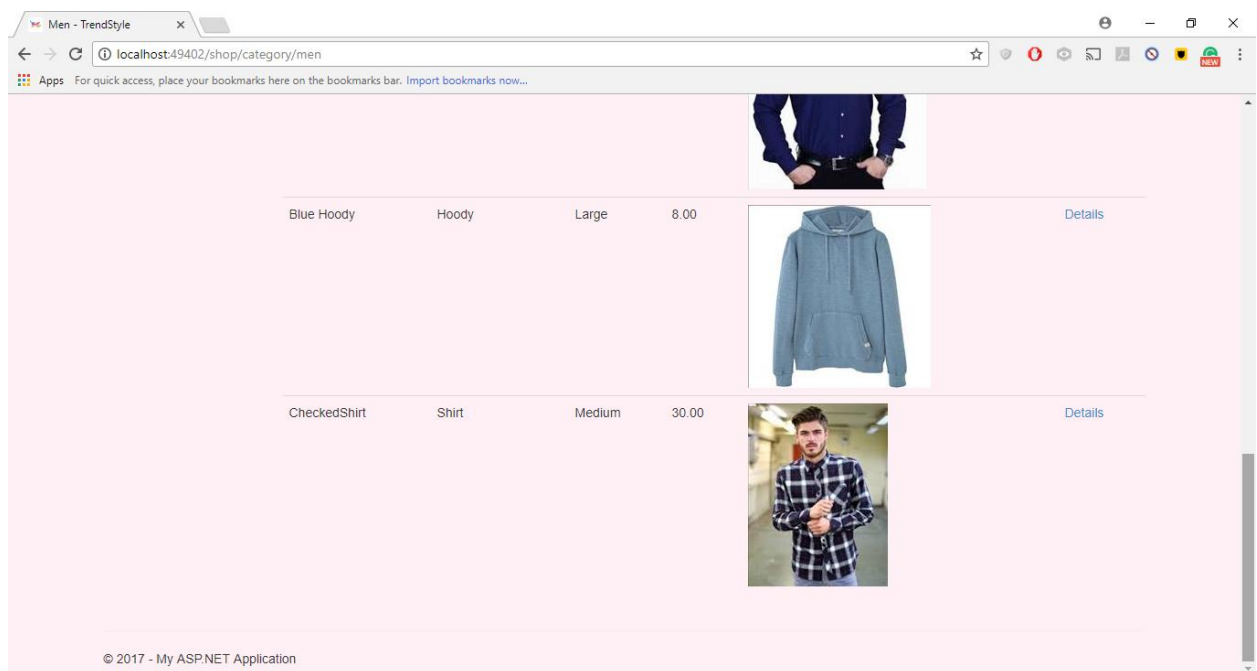 Men - TrendStyle
localhost:49402/shop/category/men
NEW
Apps For quick access, place your bookmarks here on the bookmarks bar. Import bookmarks now...
Blue Hoody Hoody Large 8.00 Details
CheckedShirt Shirt Medium 30.00 Details
© 2017 - My ASP.NET Application